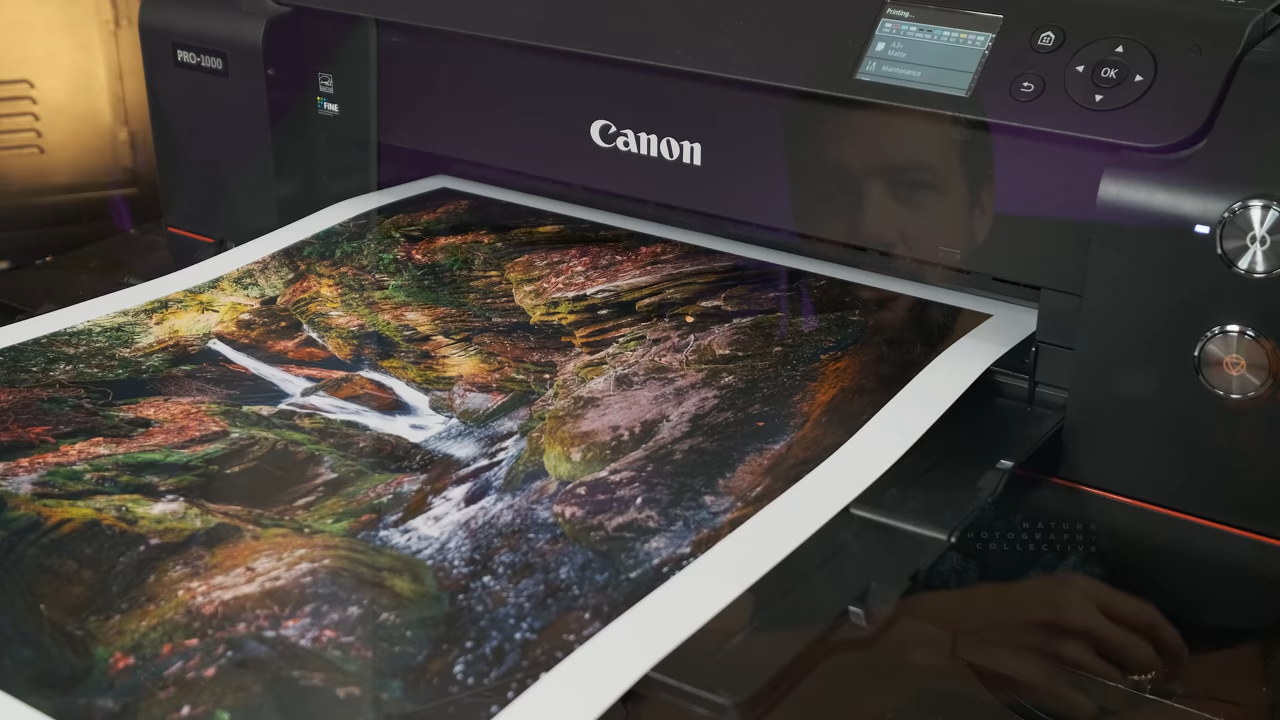 PRO-1000
FINE
Canon
Printing...
A3+
Matte
Maintenance
OK
NATURE
PHOTOGRAPHY
COLLECTIVE